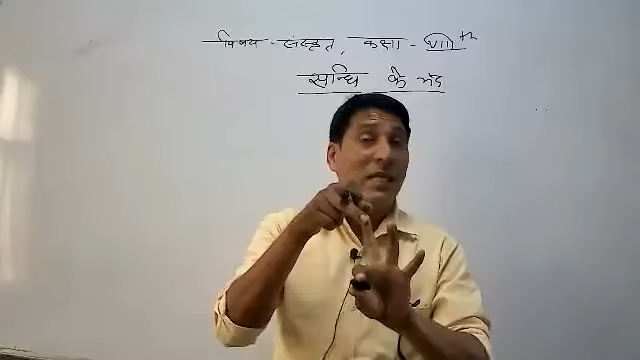 विषय - संस्कृत, कक्षा - VIIIth
सन्धि के भेद